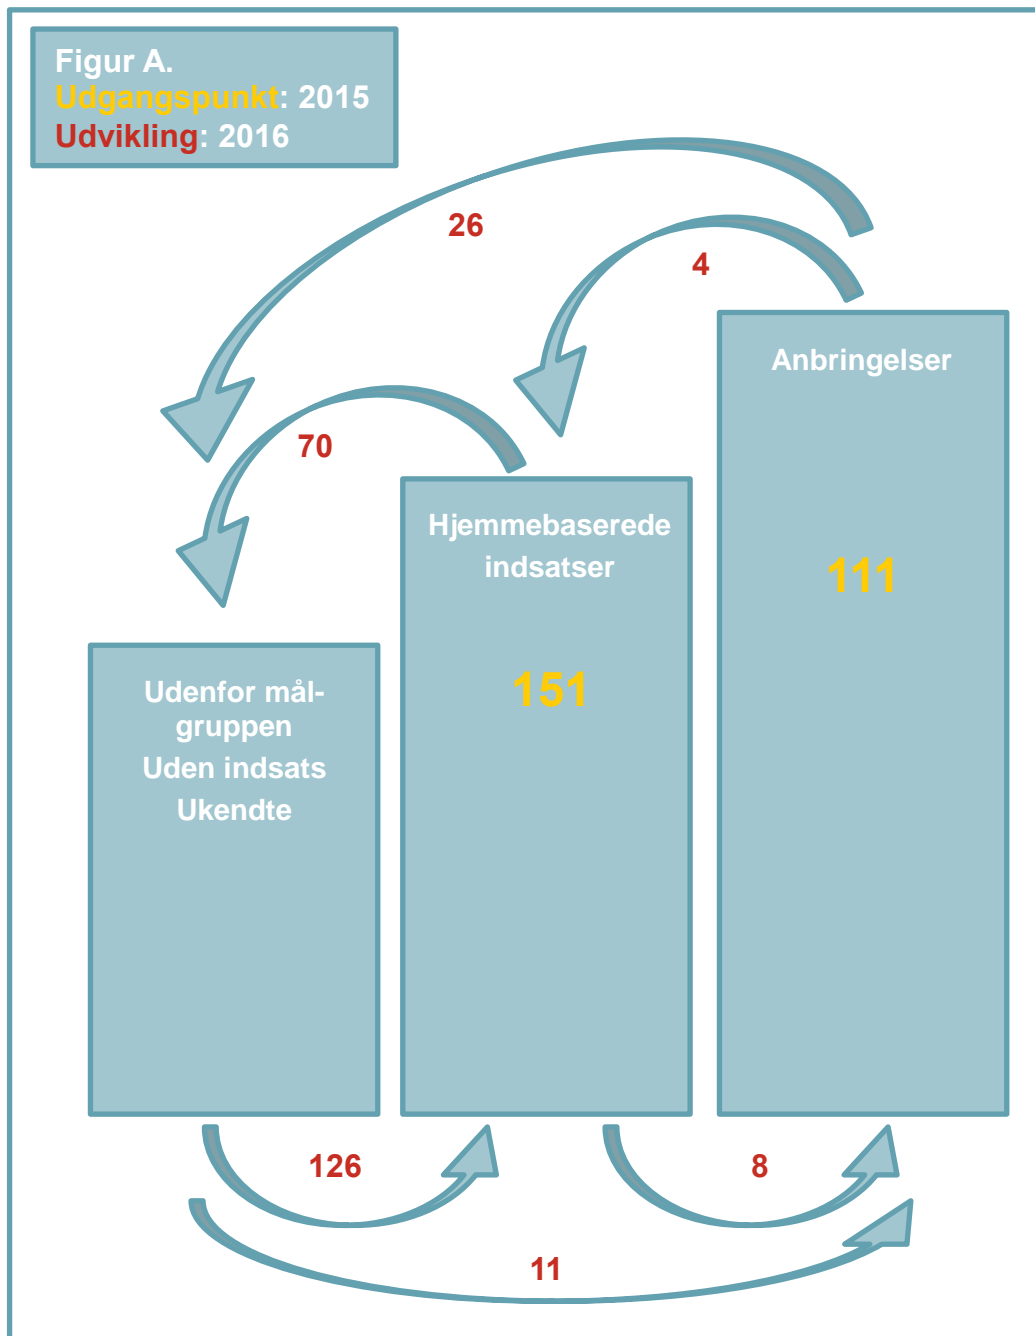 Figur A.
Udgangspunkt: 2015
Udvikling: 2016
26
4
70
Anbringelser
111
Hjemmebaserede
indsatser
151
Udenfor mål-
gruppen
Uden indsats
Ukendte
126
8
11